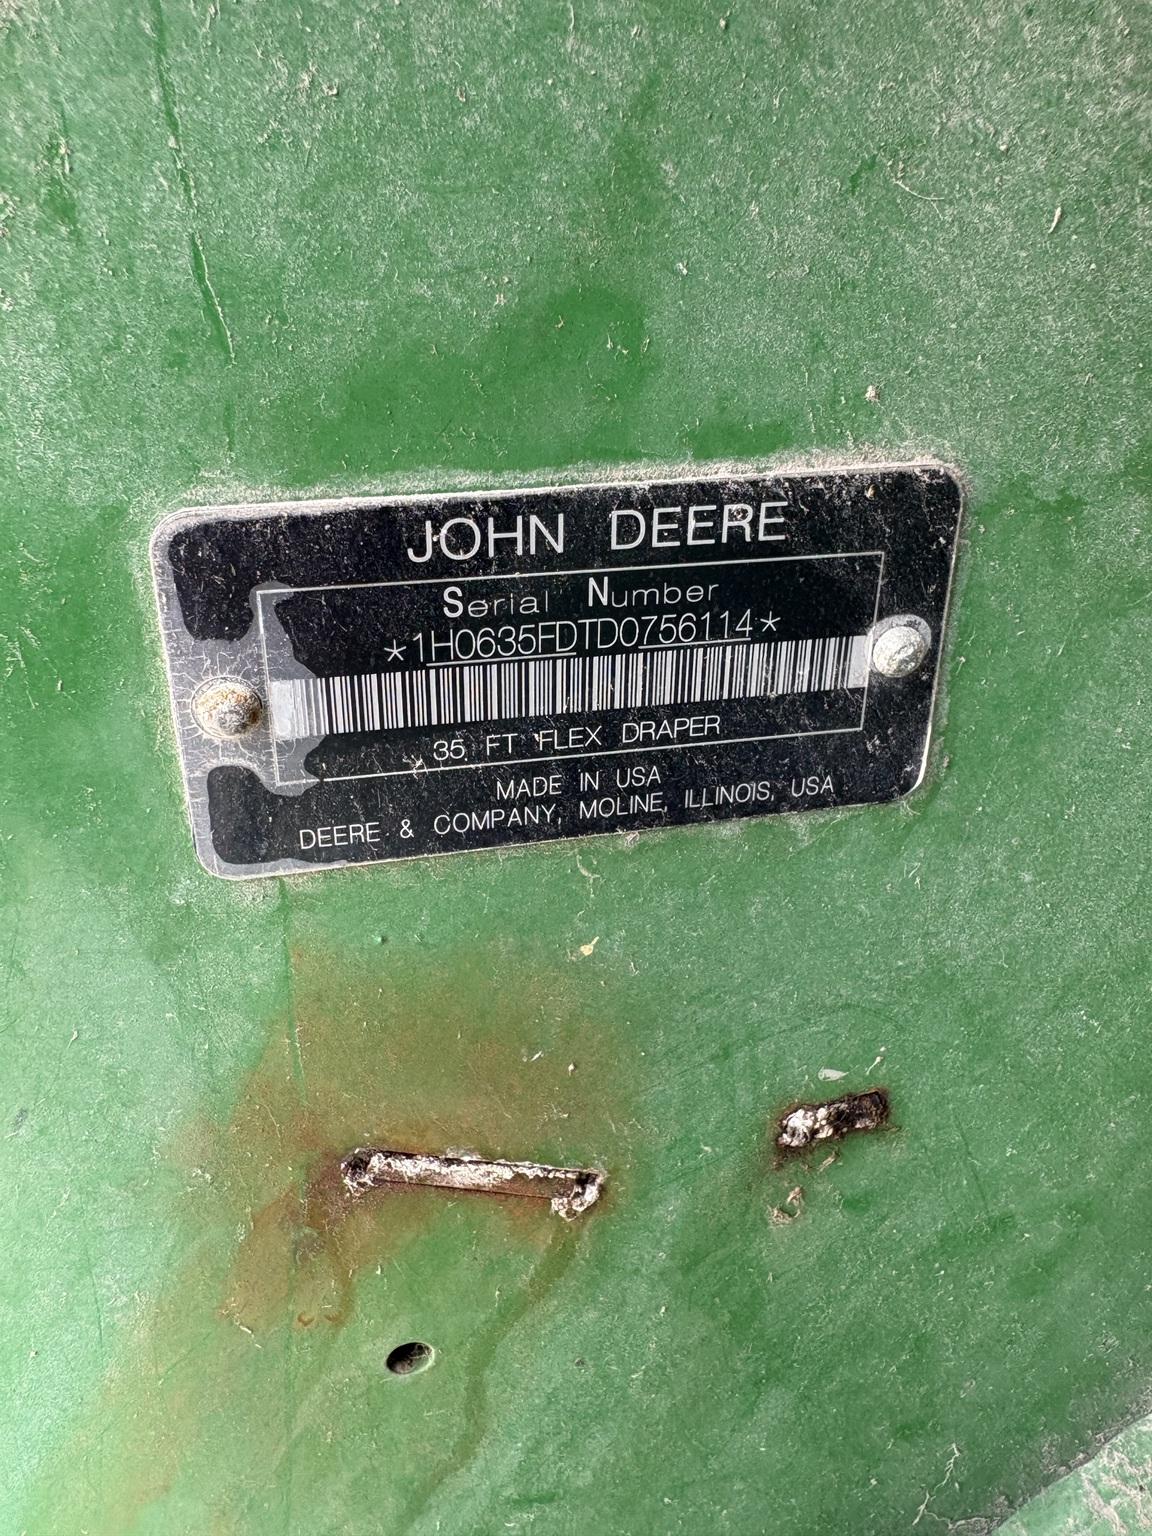 JOHN DEERE
Serial Number
*1H0635FDTD0756114*
35 FT FLEX DRAPER
MADE IN USA
DEERE & COMPANY, MOLINE, ILLINOIS, USA